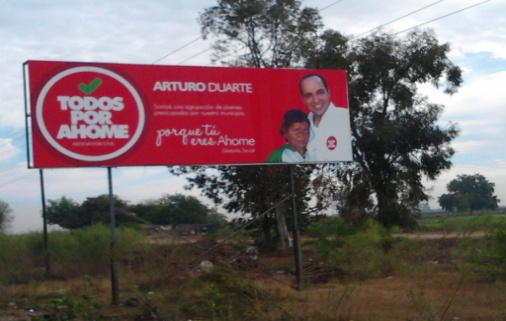 TODOS
POR
AHOME
ASOCIACIÓN CIVIL
ARTURO DUARTE
Somos una agrupación de jóvenes
preocupados por nuestro municipio.
porque tú
eres Ahome